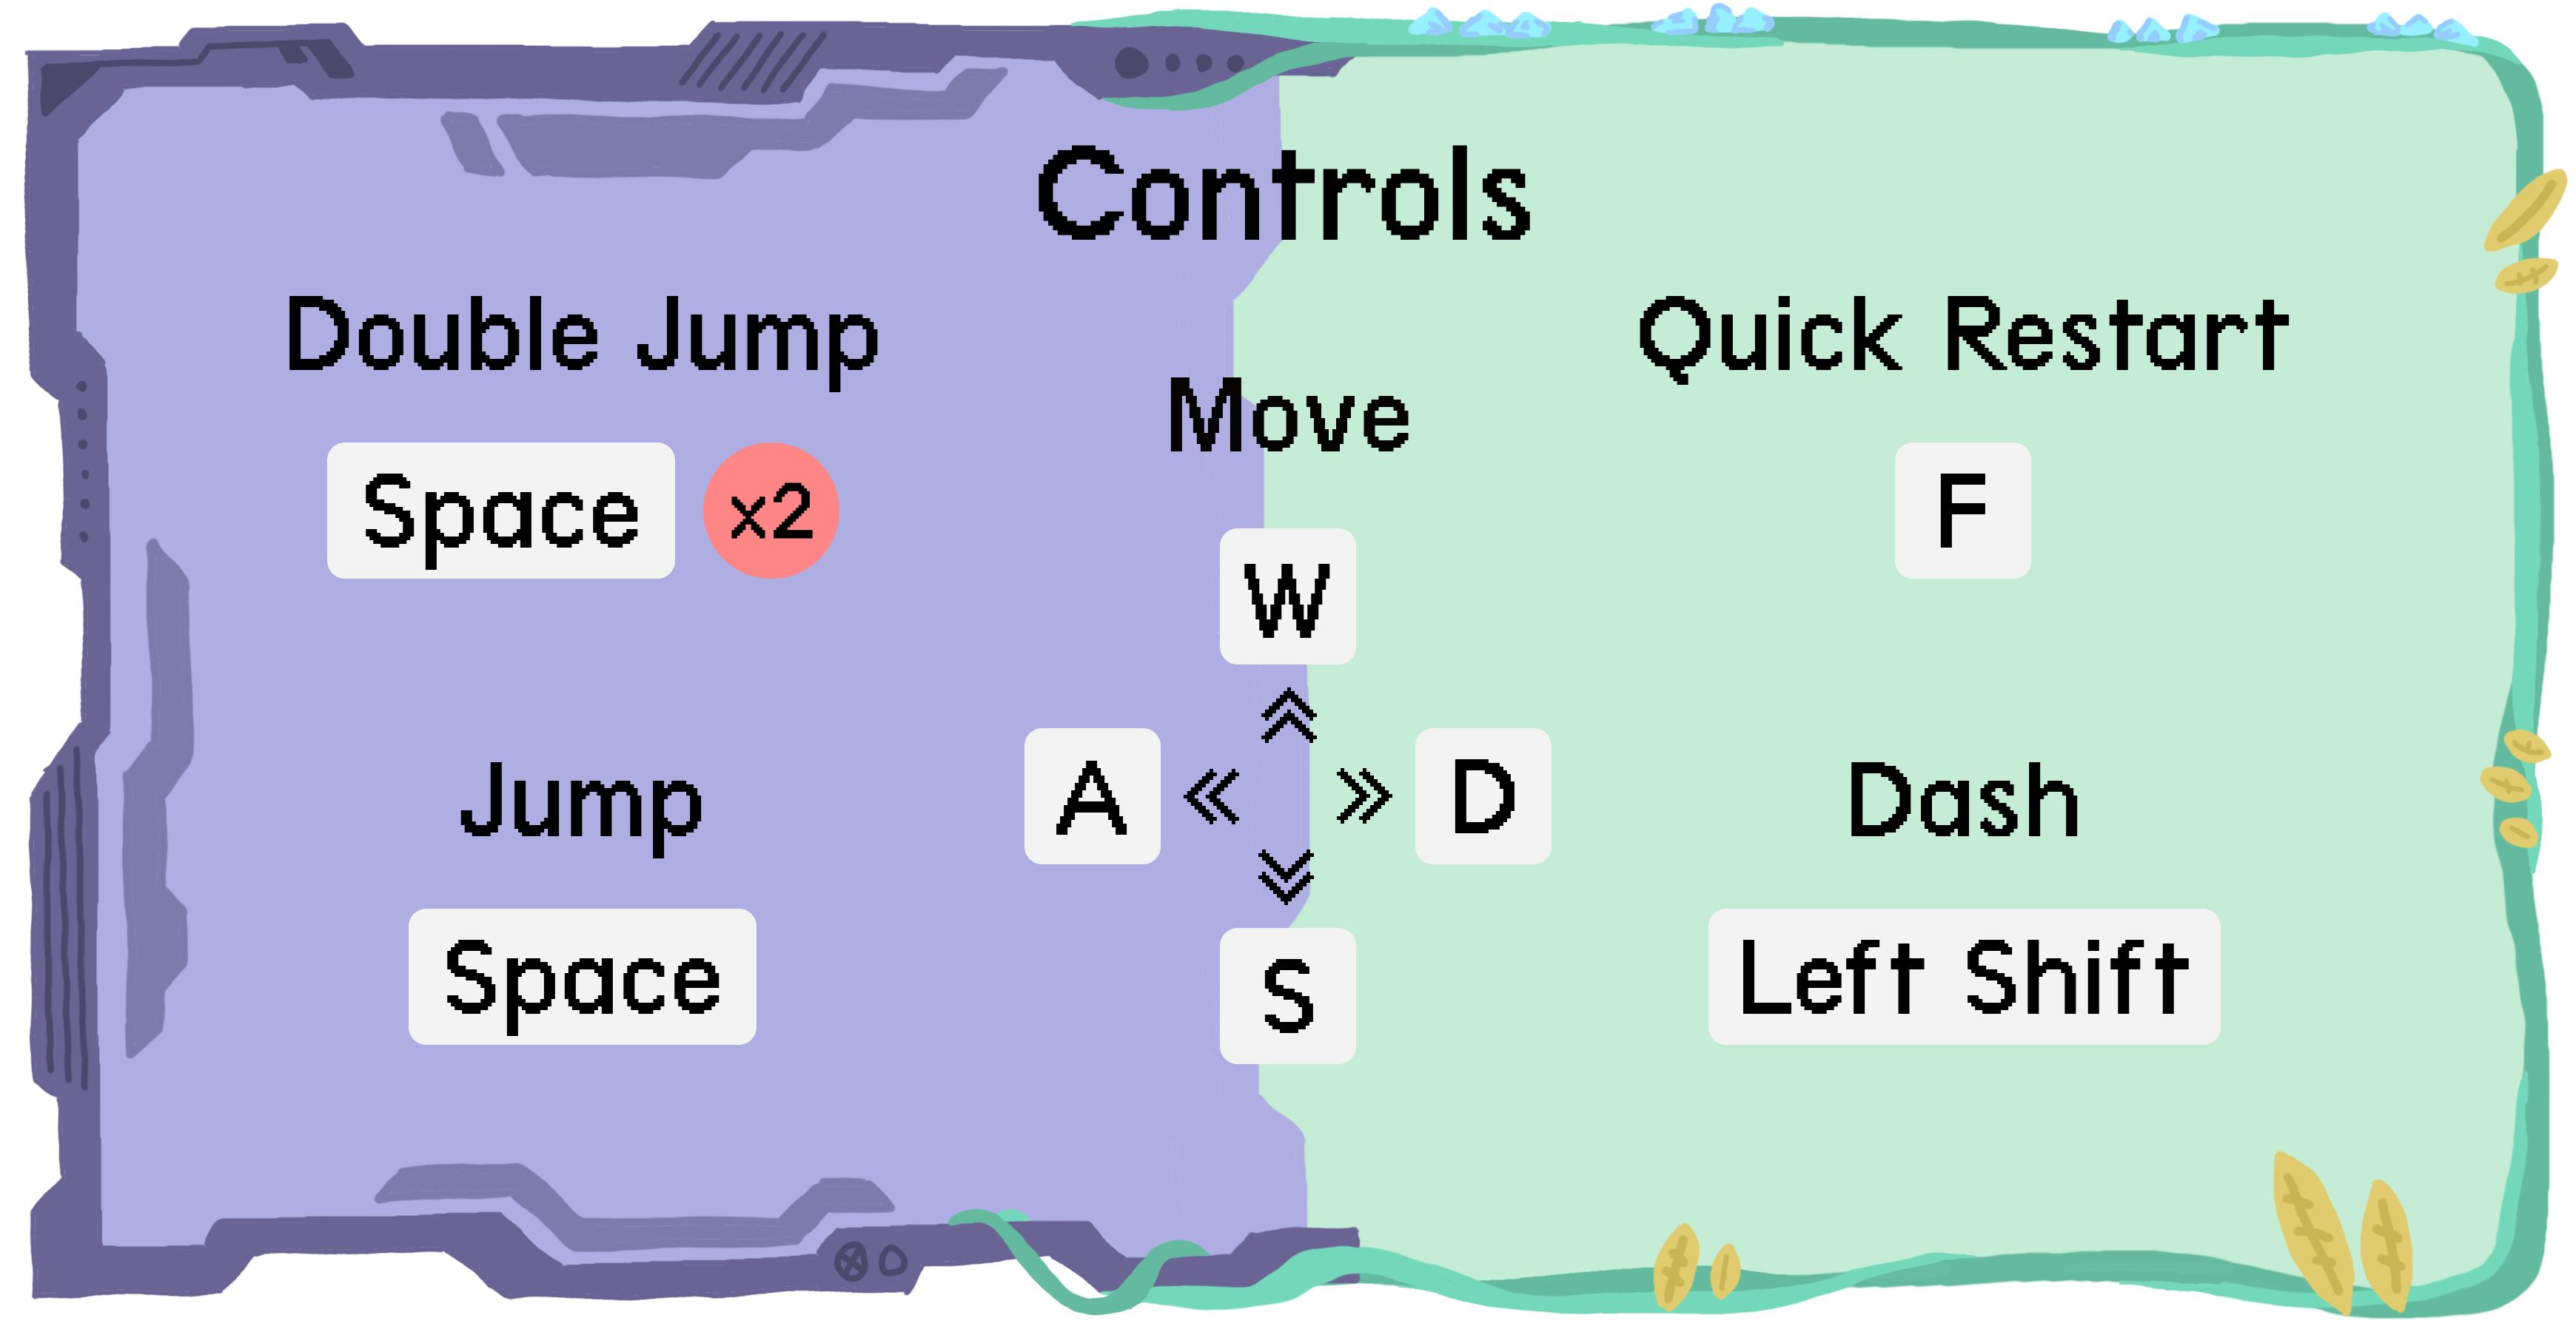 Controls
Double Jump
Space x2
Jump
Space
Move
W
A « » D
S
Quick Restart
F
Dash
Left Shift